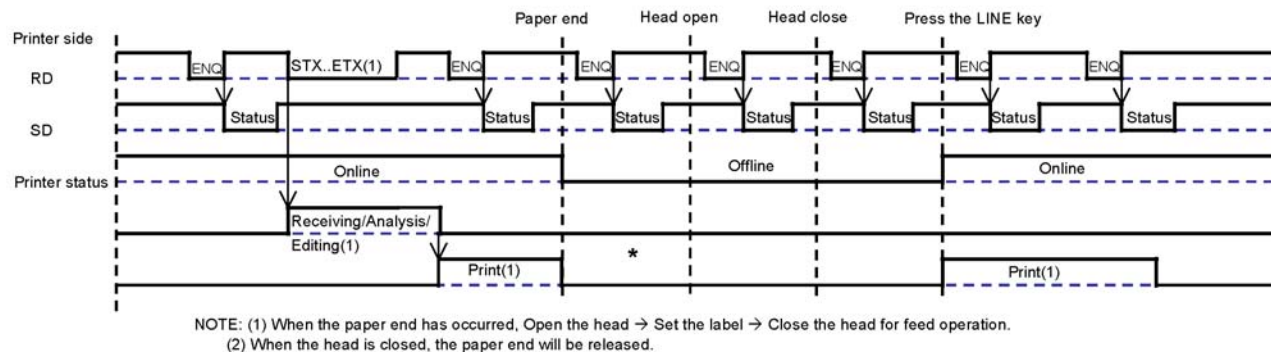 Paper end Head open Head close Press the LINE key
Printer side
RD
ENQ STX..ETX(1) ENQ ENQ ENQ ENQ ENQ ENQ
SD
Status Status Status Status Status Status Status
Printer status
Online Offline Online
Receiving/Analysis/
Editing(1)
*
Print(1) Print(1)
NOTE: (1) When the paper end has occurred, Open the head → Set the label → Close the head for feed operation.
(2) When the head is closed, the paper end will be released.